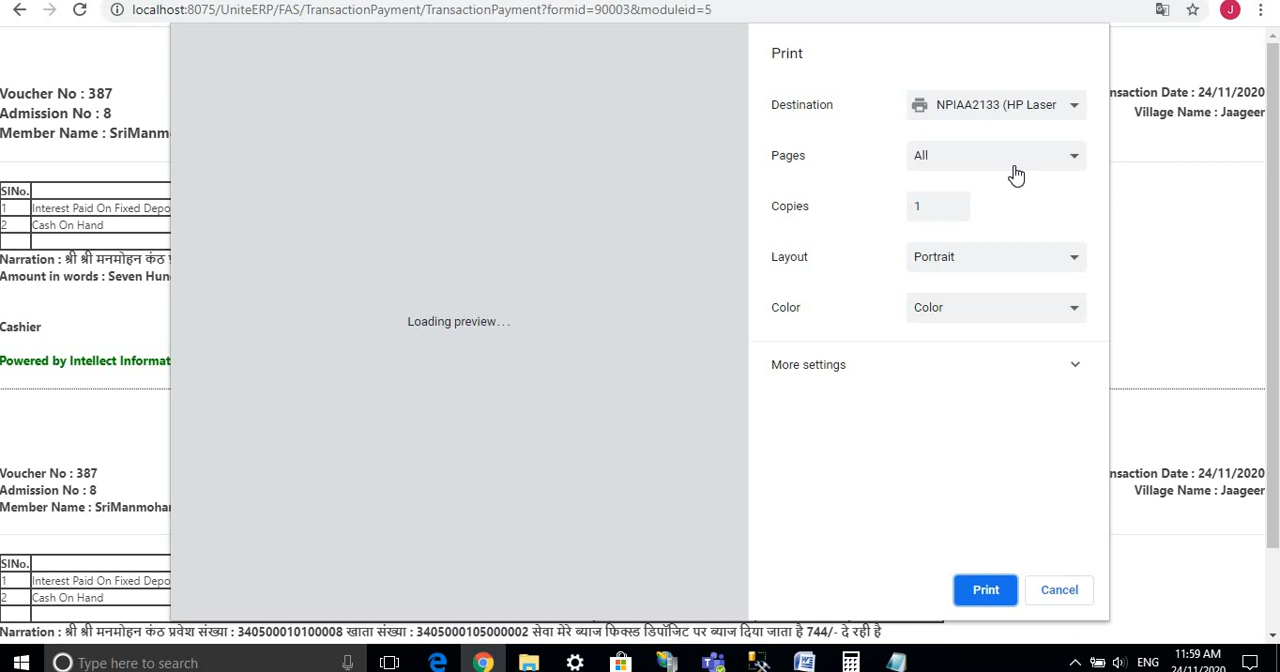 localhost:8075/UniteERP/FAS/TransactionPayment/TransactionPayment?formid=90003&moduleid=5
J
Print
Destination
NPIAA2133 (HP Laser
Pages
All
Copies
1
Layout
Portrait
Color
Color
More settings
Loading preview...
Print
Cancel
Voucher No : 387
nsaction Date : 24/11/2020
Admission No : 8
Village Name : Jaageer
Member Name : SriManm
SlNo.
1 Interest Paid On Fixed Depo
2 Cash On Hand
Narration : श्री श्री मनमोहन कंठ
Amount in words : Seven Hun
Cashier
Powered by Intellect Informat
Voucher No : 387
nsaction Date : 24/11/2020
Admission No : 8
Village Name : Jaageer
Member Name : SriManmohar
SlNo.
1 Interest Paid On Fixed Depo
2 Cash On Hand
Narration : श्री श्री मनमोहन कंठ प्रवेश संख्या : 340500010100008 खाता संख्या : 3405000105000002 सेवा मेरे ब्याज फिक्स्ड डिपॉजिट पर ब्याज दिया जाता है 744/- दे रही है
Type here to search
ENG
11:59 AM
24/11/2020